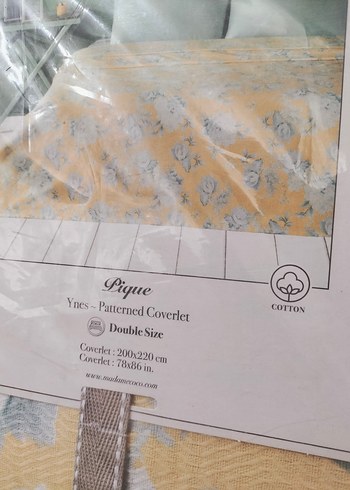 Pique
Ynes – Patterned Coverlet
Double Size
Coverlet : 200x220 cm
Coverlet : 78x86 in.
www.madamecoco.com
COTTON